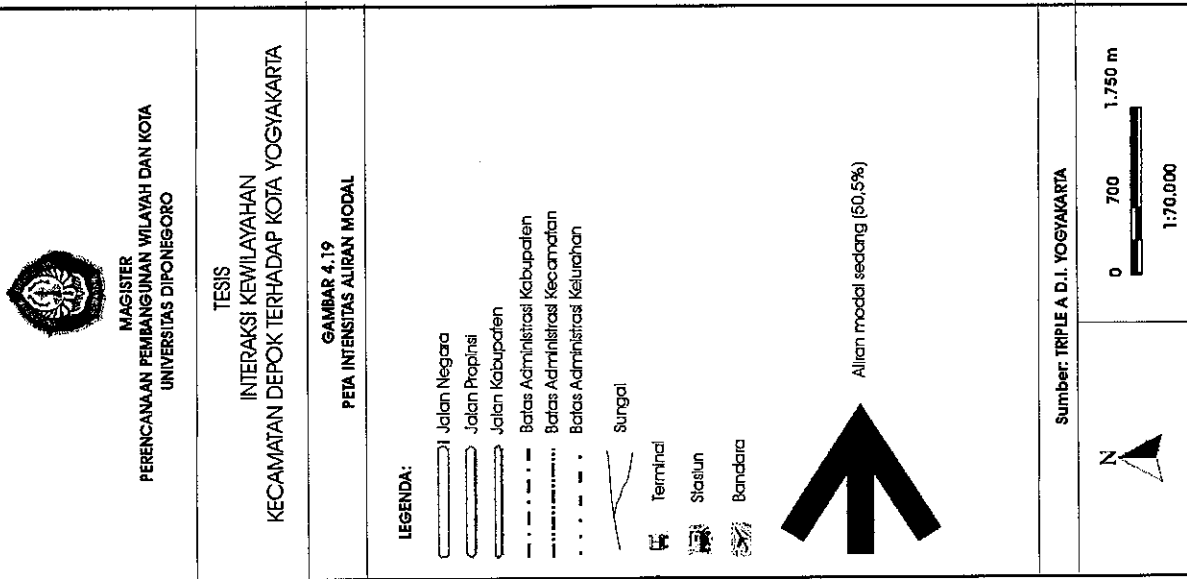 MAGISTER
PERENCANAAN PEMBANGUNAN WILAYAH DAN KOTA
UNIVERSITAS DIPONEGORO
TESIS
INTERAKSI KEWILAYAHAN
KECAMATAN DEPOK TERHADAP KOTA YOGYAKARTA
GAMBAR 4.19
PETA INTENSITAS ALIRAN MODAL
LEGENDA:
Jalan Negara
Jalan Propinsi
Jalan Kabupaten
Batas Administrasi Kabupaten
Batas Administrasi Kecamatan
Batas Administrasi Kelurahan
Sungai
Terminal
Stasiun
Bandara
Aliran modal sedang (50,5%)
Sumber: TRIPLE A D.I. YOGYAKARTA
N
0 700 1.750 m
1:70.000